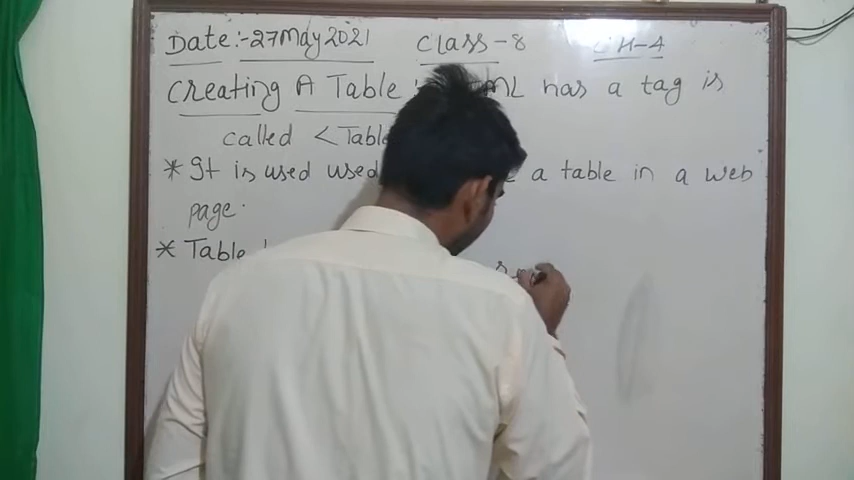 Date:-27May2021 Class-8 CH-4
Creating A Table ML has a tag is
called <Table
* It is used used a table in a web
page.
* Table